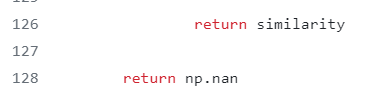 126 return similarity
127
128 return np.nan